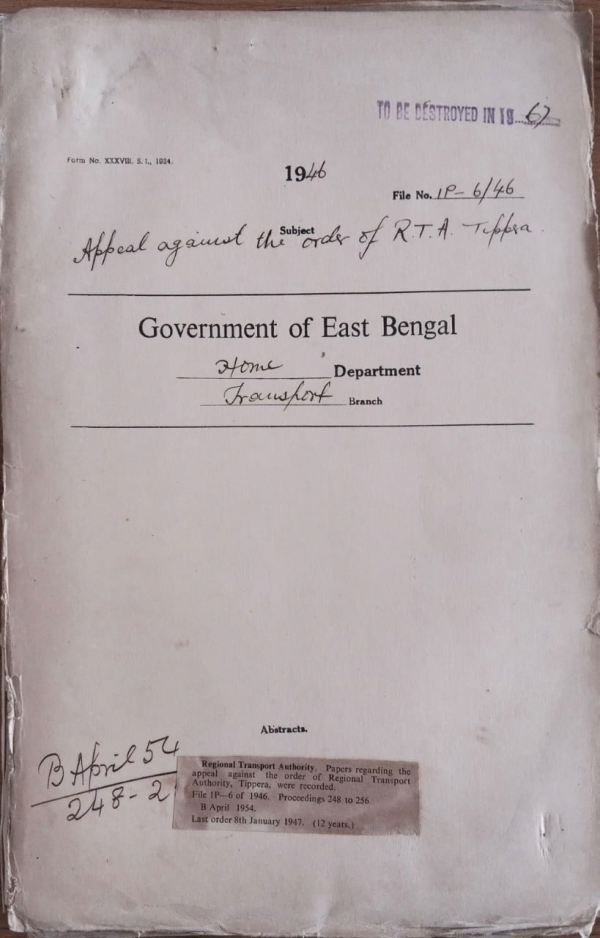 TO BE DESTROYED IN 19 67
Form No. XXXVIII. S. I., 1924.
1946
File No. 1P-6/46
Subject
Appeal against the order of R.T.A. Tippera.
Government of East Bengal
Home Department
Transport Branch
Abstracts.
B April 54
248-2
Regional Transport Authority. Papers regarding the
appeal against the order of Regional Transport
Authority, Tippera, were recorded.
File 1P—6 of 1946. Proceedings 248 to 256
B April 1954.
Last order 8th January 1947. (12 years.)